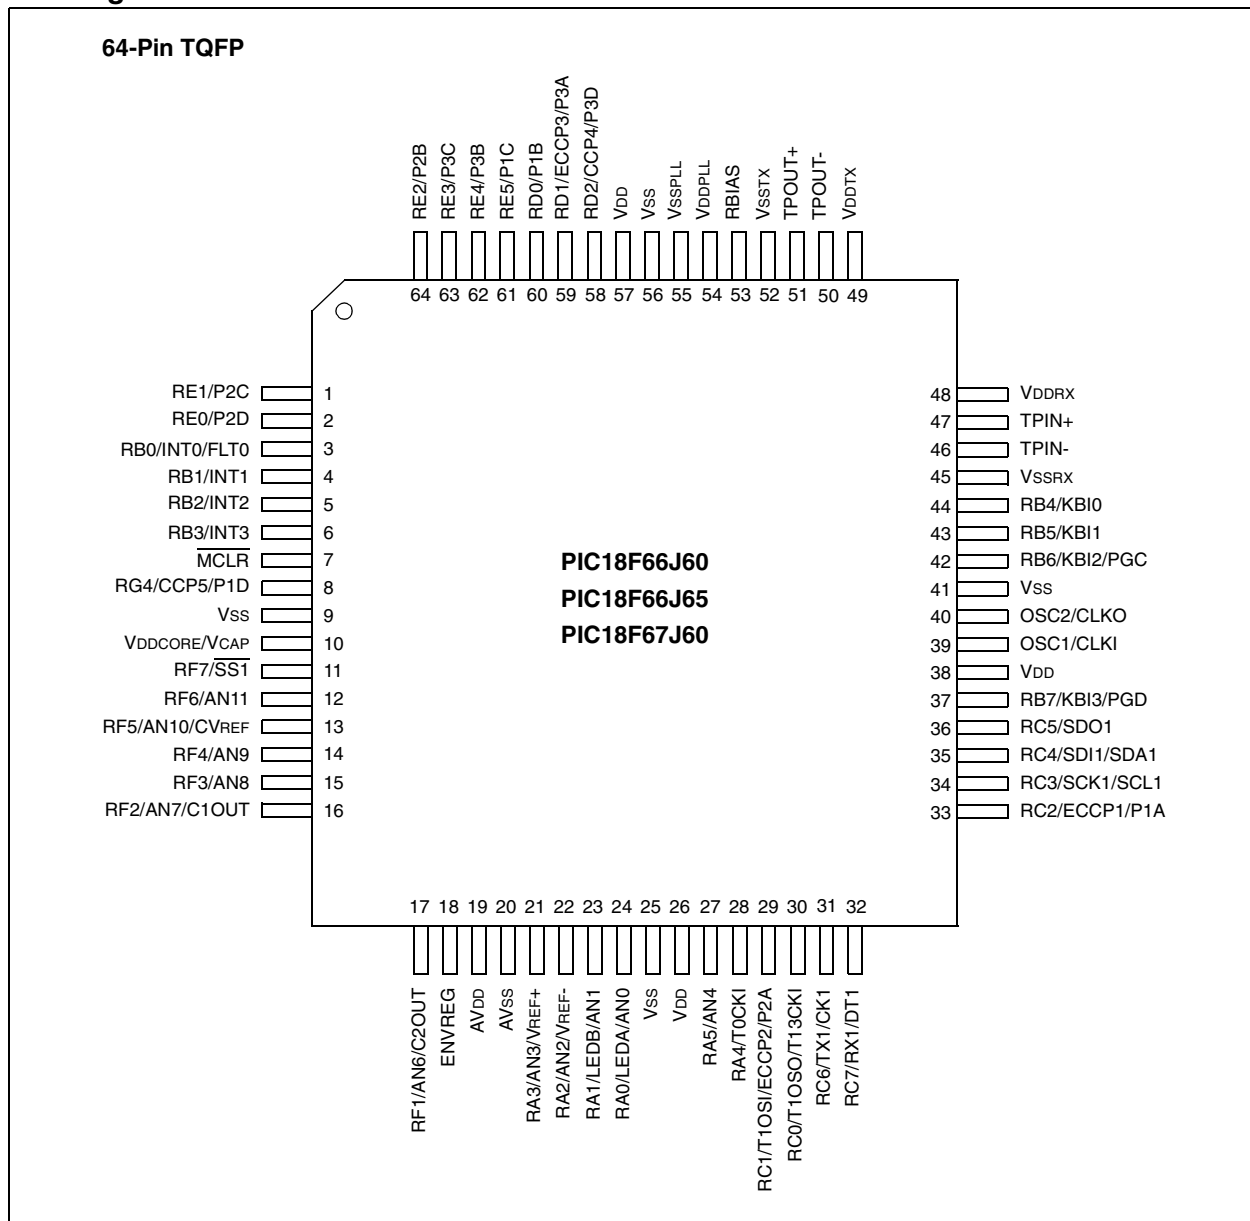 64-Pin TQFP
RE2/P2B
RE3/P3C
RE4/P3B
RE5/P1C
RD0/P1B
RD1/ECCP3/P3A
RD2/CCP4/P3D
VDD
VSS
VSSPLL
VDDPLL
RBIAS
VSSTX
TPOUT+
TPOUT-
VDDTX
64 63 62 61 60 59 58 57 56 55 54 53 52 51 50 49
RE1/P2C 1
RE0/P2D 2
RB0/INT0/FLT0 3
RB1/INT1 4
RB2/INT2 5
RB3/INT3 6
MCLR 7
RG4/CCP5/P1D 8
VSS 9
VDDCORE/VCAP 10
RF7/SS1 11
RF6/AN11 12
RF5/AN10/CVREF 13
RF4/AN9 14
RF3/AN8 15
RF2/AN7/C1OUT 16
PIC18F66J60
PIC18F66J65
PIC18F67J60
48 VDDRX
47 TPIN+
46 TPIN-
45 VSSRX
44 RB4/KBI0
43 RB5/KBI1
42 RB6/KBI2/PGC
41 VSS
40 OSC2/CLKO
39 OSC1/CLKI
38 VDD
37 RB7/KBI3/PGD
36 RC5/SDO1
35 RC4/SDI1/SDA1
34 RC3/SCK1/SCL1
33 RC2/ECCP1/P1A
17 18 19 20 21 22 23 24 25 26 27 28 29 30 31 32
RF1/AN6/C2OUT
ENVREG
AVDD
AVSS
RA3/AN3/VREF+
RA2/AN2/VREF-
RA1/LEDB/AN1
RA0/LEDA/AN0
VSS
VDD
RA5/AN4
RA4/T0CKI
RC1/T1OSI/ECCP2/P2A
RC0/T1OSO/T13CKI
RC6/TX1/CK1
RC7/RX1/DT1